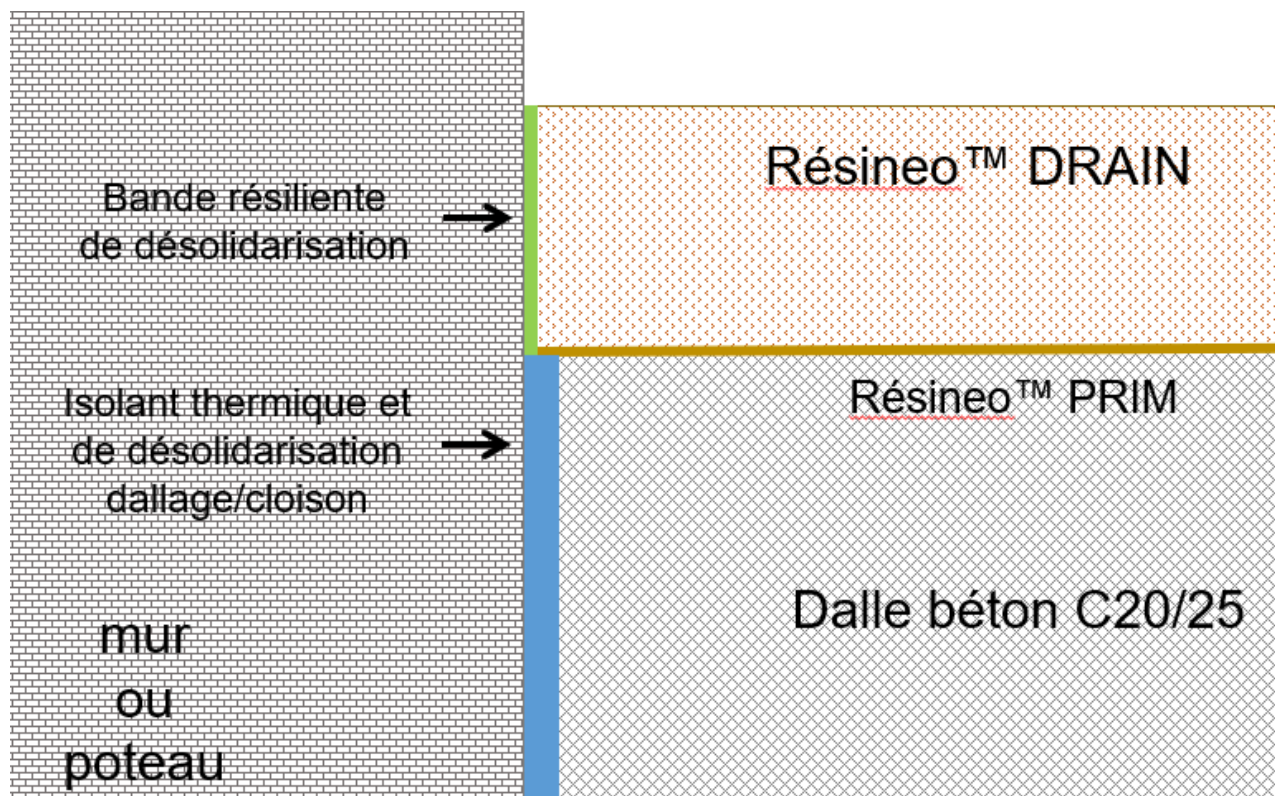 Résineo™ DRAIN
Bande résiliente
de désolidarisation
Résineo™ PRIM
Isolant thermique et
de désolidarisation
dallage/cloison
Dalle béton C20/25
mur
ou
poteau